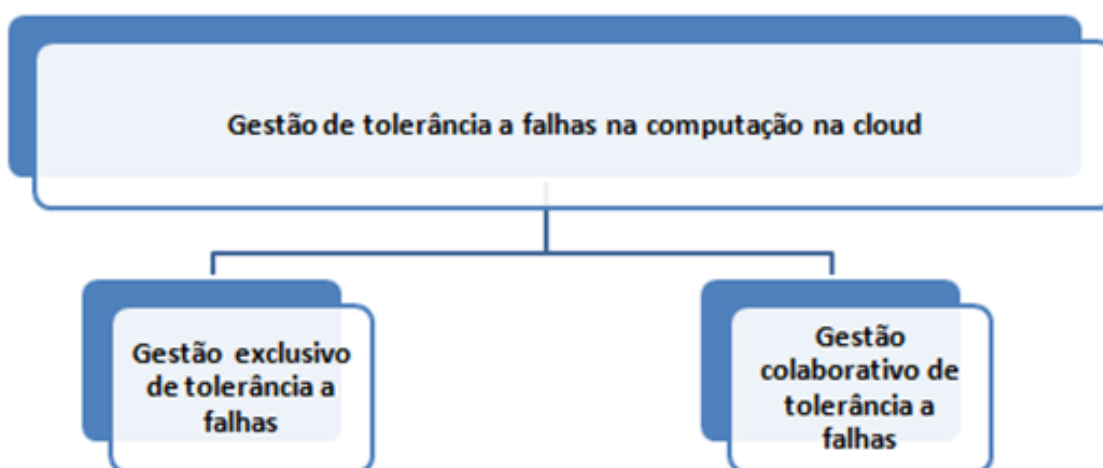 Gestão de tolerância a falhas na computação na cloud
Gestão exclusivo
de tolerância a
falhas
Gestão
colaborativo de
tolerância a
falhas